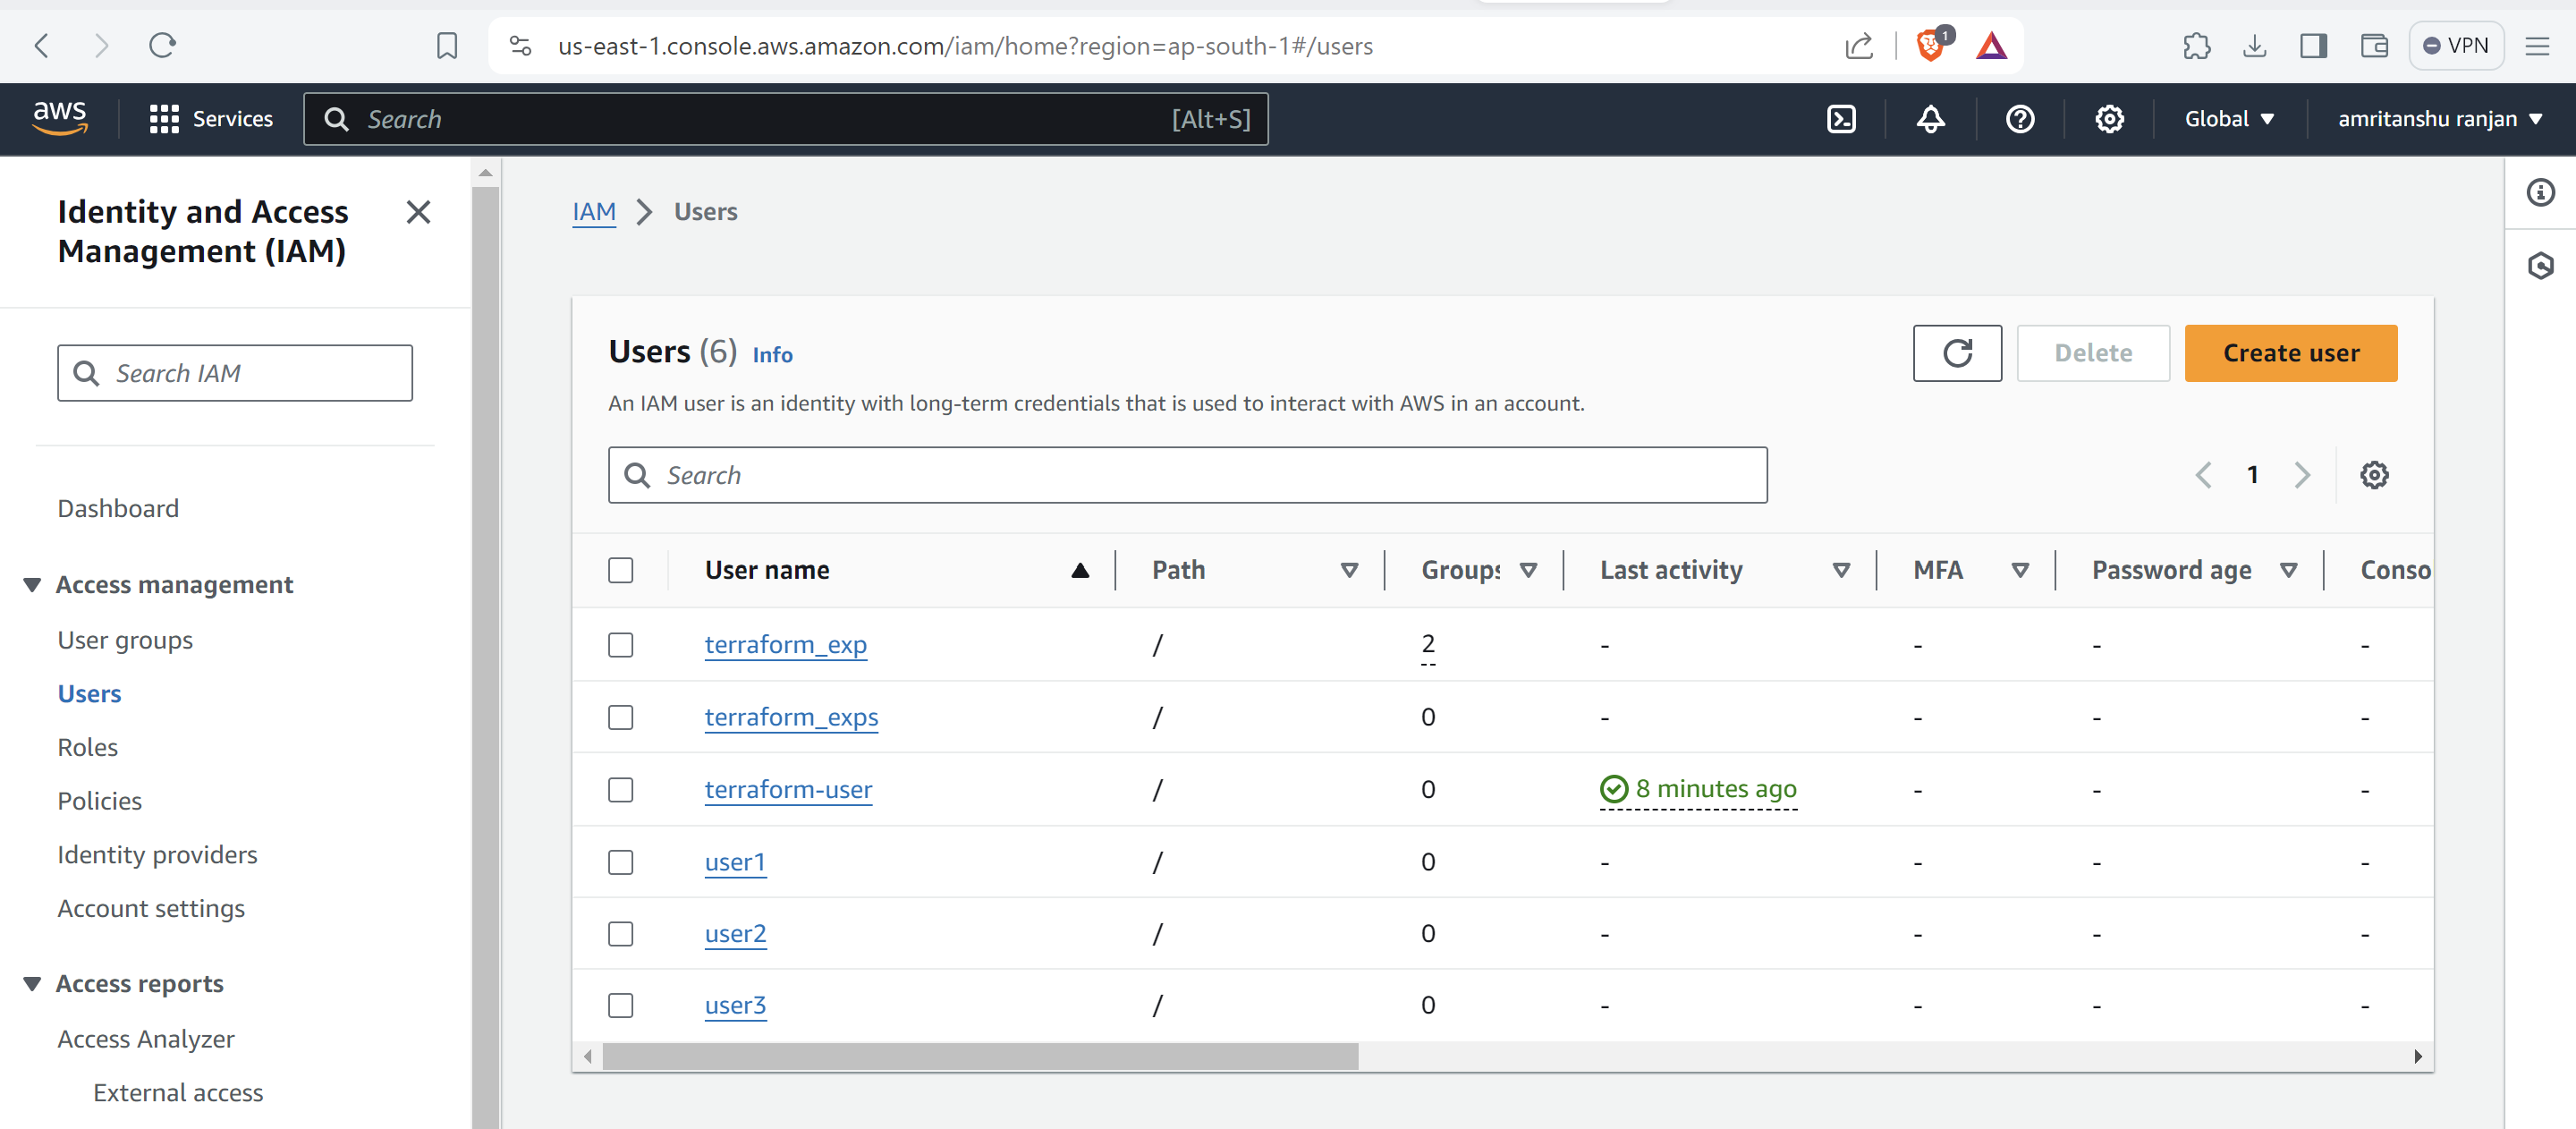 us-east-1.console.aws.amazon.com/iam/home?region=ap-south-1#/users
1
VPN
aws
Services
Search
[Alt+S]
Global
amritanshu ranjan
Identity and Access
Management (IAM)
Search IAM
Dashboard
Access management
User groups
Users
Roles
Policies
Identity providers
Account settings
Access reports
Access Analyzer
External access
IAM > Users
Users (6) Info
Delete
Create user
An IAM user is an identity with long-term credentials that is used to interact with AWS in an account.
Search
1
User name Path Groups Last activity MFA Password age Conso
terraform_exp / 2 - - - -
terraform_exps / 0 - - - -
terraform-user / 0 8 minutes ago - - -
user1 / 0 - - - -
user2 / 0 - - - -
user3 / 0 - - - -